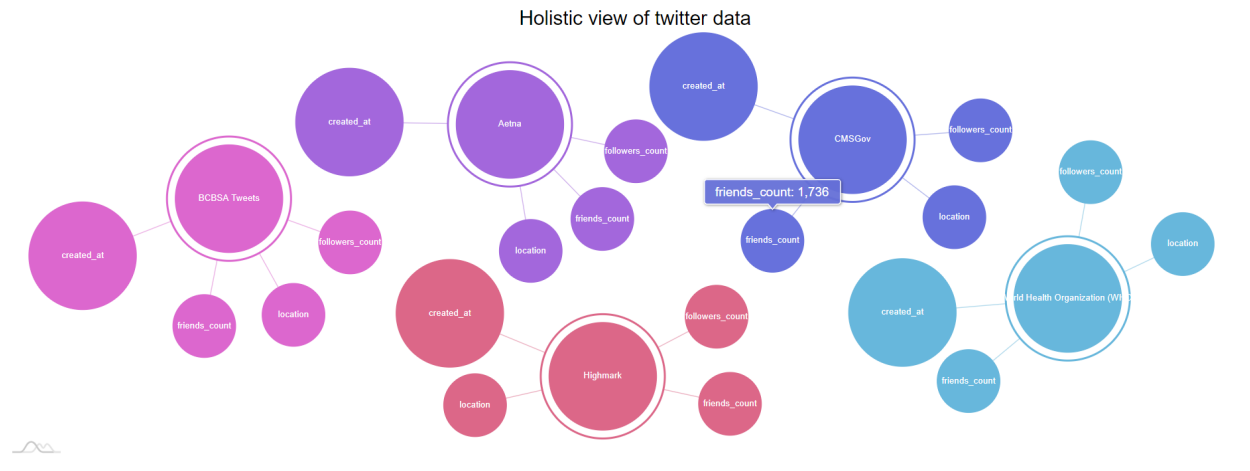 Holistic view of twitter data
created_at
Aetna
followers_count
friends_count
location
created_at
CMSGov
followers_count
location
friends_count: 1,736
friends_count
BCBSA Tweets
created_at
followers_count
friends_count
location
followers_count
location
World Health Organization (WHO
created_at
friends_count
created_at
followers_count
Highmark
location
friends_count